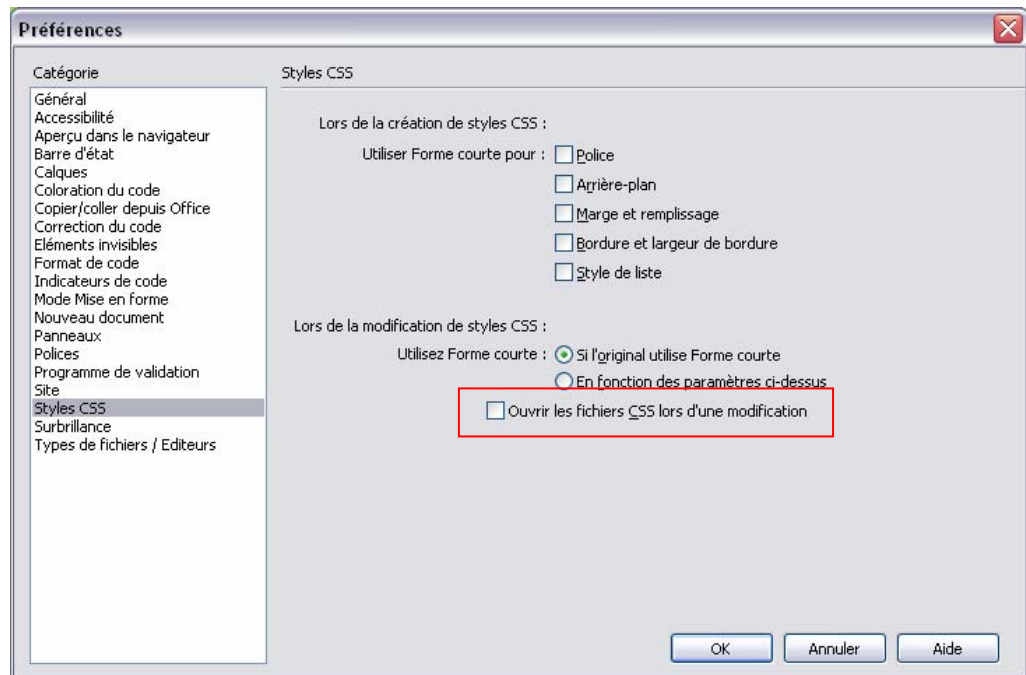 Préférences
Catégorie
Général
Accessibilité
Aperçu dans le navigateur
Barre d'état
Calques
Coloration du code
Copier/coller depuis Office
Correction du code
Eléments invisibles
Format de code
Indicateurs de code
Mode Mise en forme
Nouveau document
Panneaux
Polices
Programme de validation
Site
Styles CSS
Surbrillance
Types de fichiers / Editeurs
Styles CSS
Lors de la création de styles CSS :
Utiliser Forme courte pour : Police
Arrière-plan
Marge et remplissage
Bordure et largeur de bordure
Style de liste
Lors de la modification de styles CSS :
Utilisez Forme courte : Si l'original utilise Forme courte
En fonction des paramètres ci-dessus
Ouvrir les fichiers CSS lors d'une modification
OK Annuler Aide